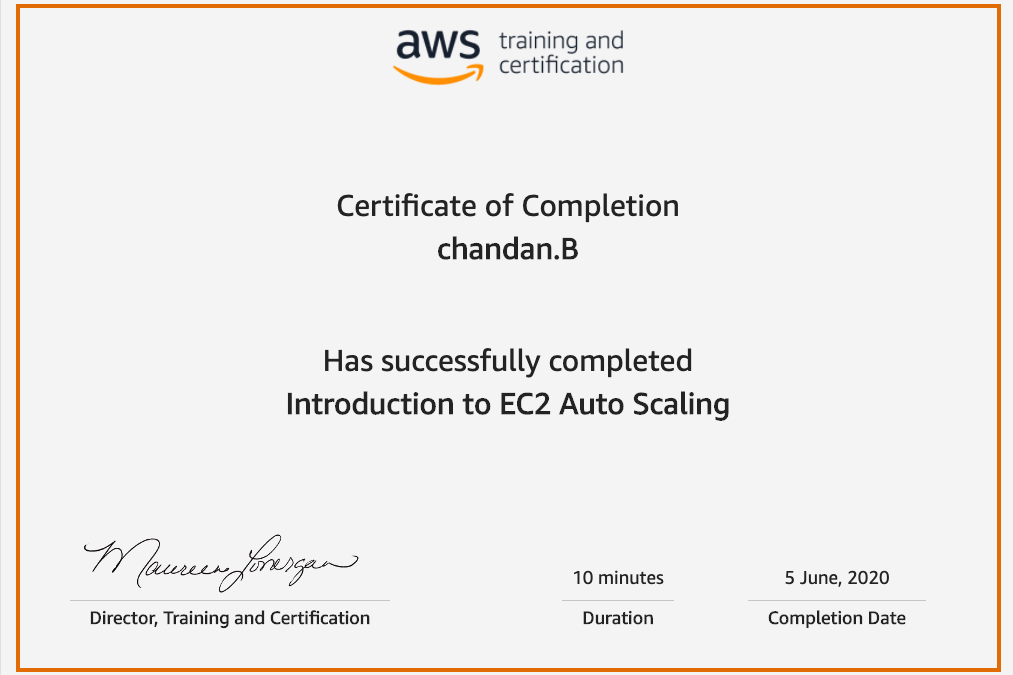 aws training and
certification
Certificate of Completion
chandan.B
Has successfully completed
Introduction to EC2 Auto Scaling
Maureen Lonergan
Director, Training and Certification
10 minutes
Duration
5 June, 2020
Completion Date